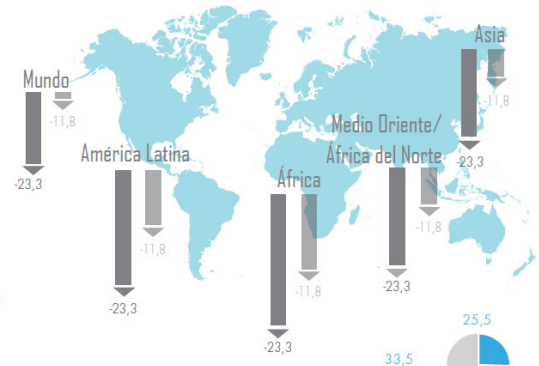 Asia
-11,8
-23,3
Mundo
-11,8
-23,3
América Latina
-11,8
-23,3
Medio Oriente/
África del Norte
-11,8
-23,3
África
-11,8
-23,3
25,5
33,5